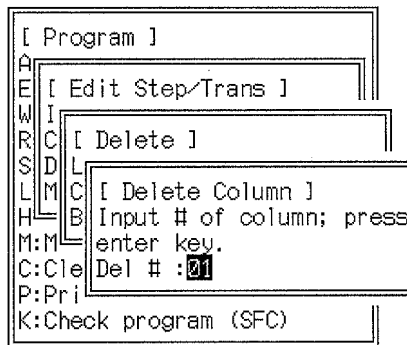 [ Program ]
A
E [ Edit Step/Trans ]
W I
R C [ Delete ]
S D L
L M C [ Delete Column ]
H B Input # of column; press
M:M enter key.
C:Cle Del # :01
P:Pri
K:Check program (SFC)